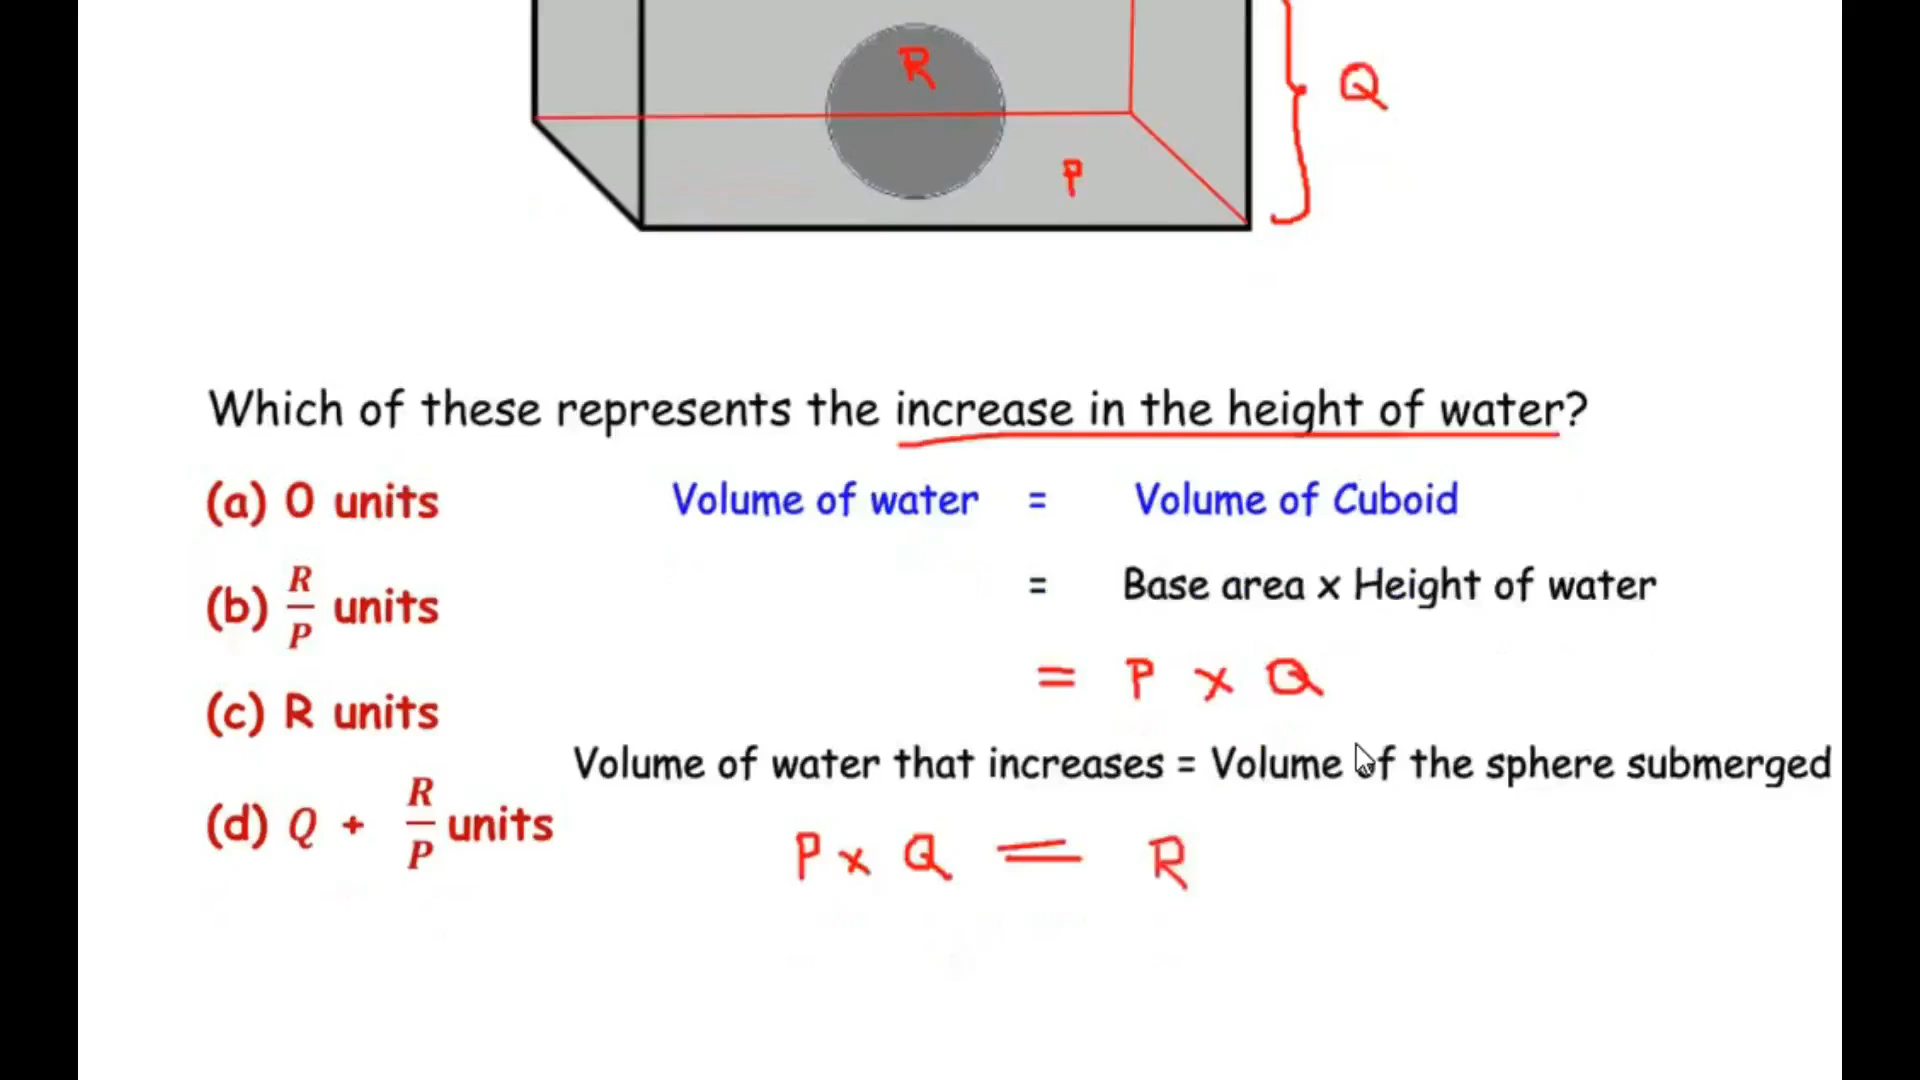 R
Q
P
Which of these represents the increase in the height of water?
(a) 0 units
Volume of water = Volume of Cuboid
(b) R/P units
= Base area x Height of water
(c) R units
= P x Q
Volume of water that increases = Volume of the sphere submerged
(d) Q + R/P units
P x Q = R